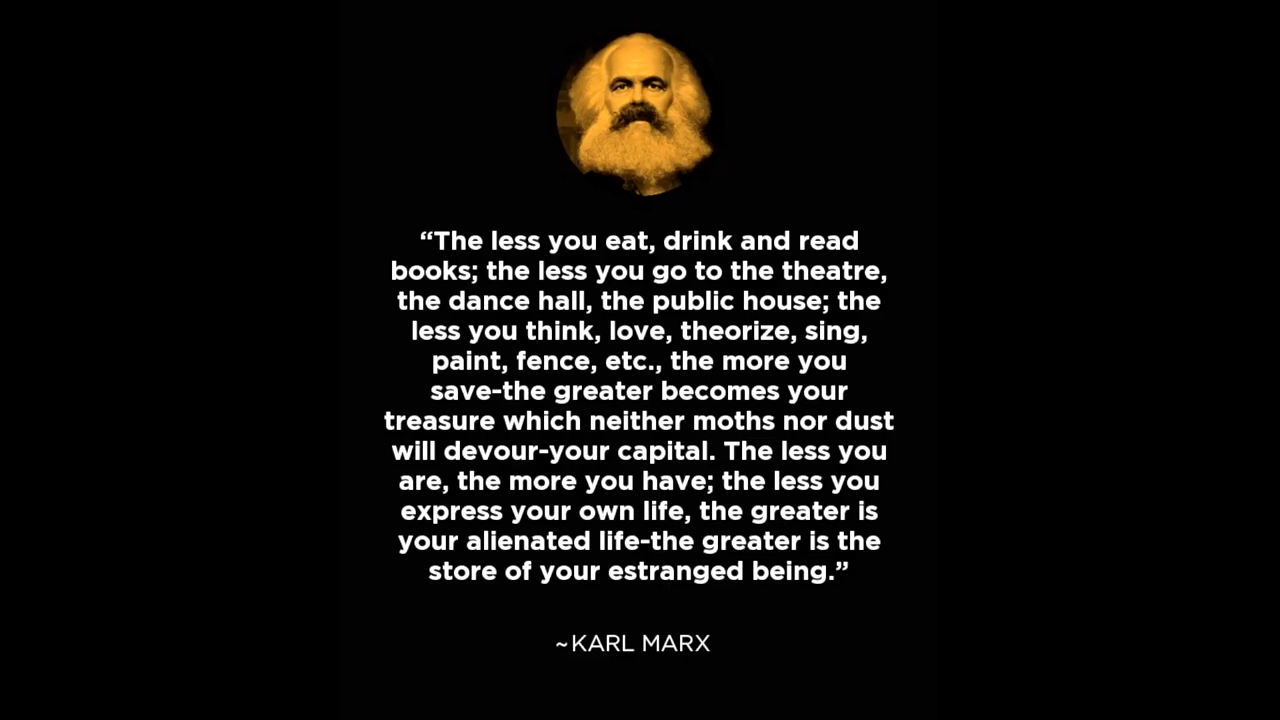 “The less you eat, drink and read
books; the less you go to the theatre,
the dance hall, the public house; the
less you think, love, theorize, sing,
paint, fence, etc., the more you
save-the greater becomes your
treasure which neither moths nor dust
will devour-your capital. The less you
are, the more you have; the less you
express your own life, the greater is
your alienated life-the greater is the
store of your estranged being.”
~KARL MARX